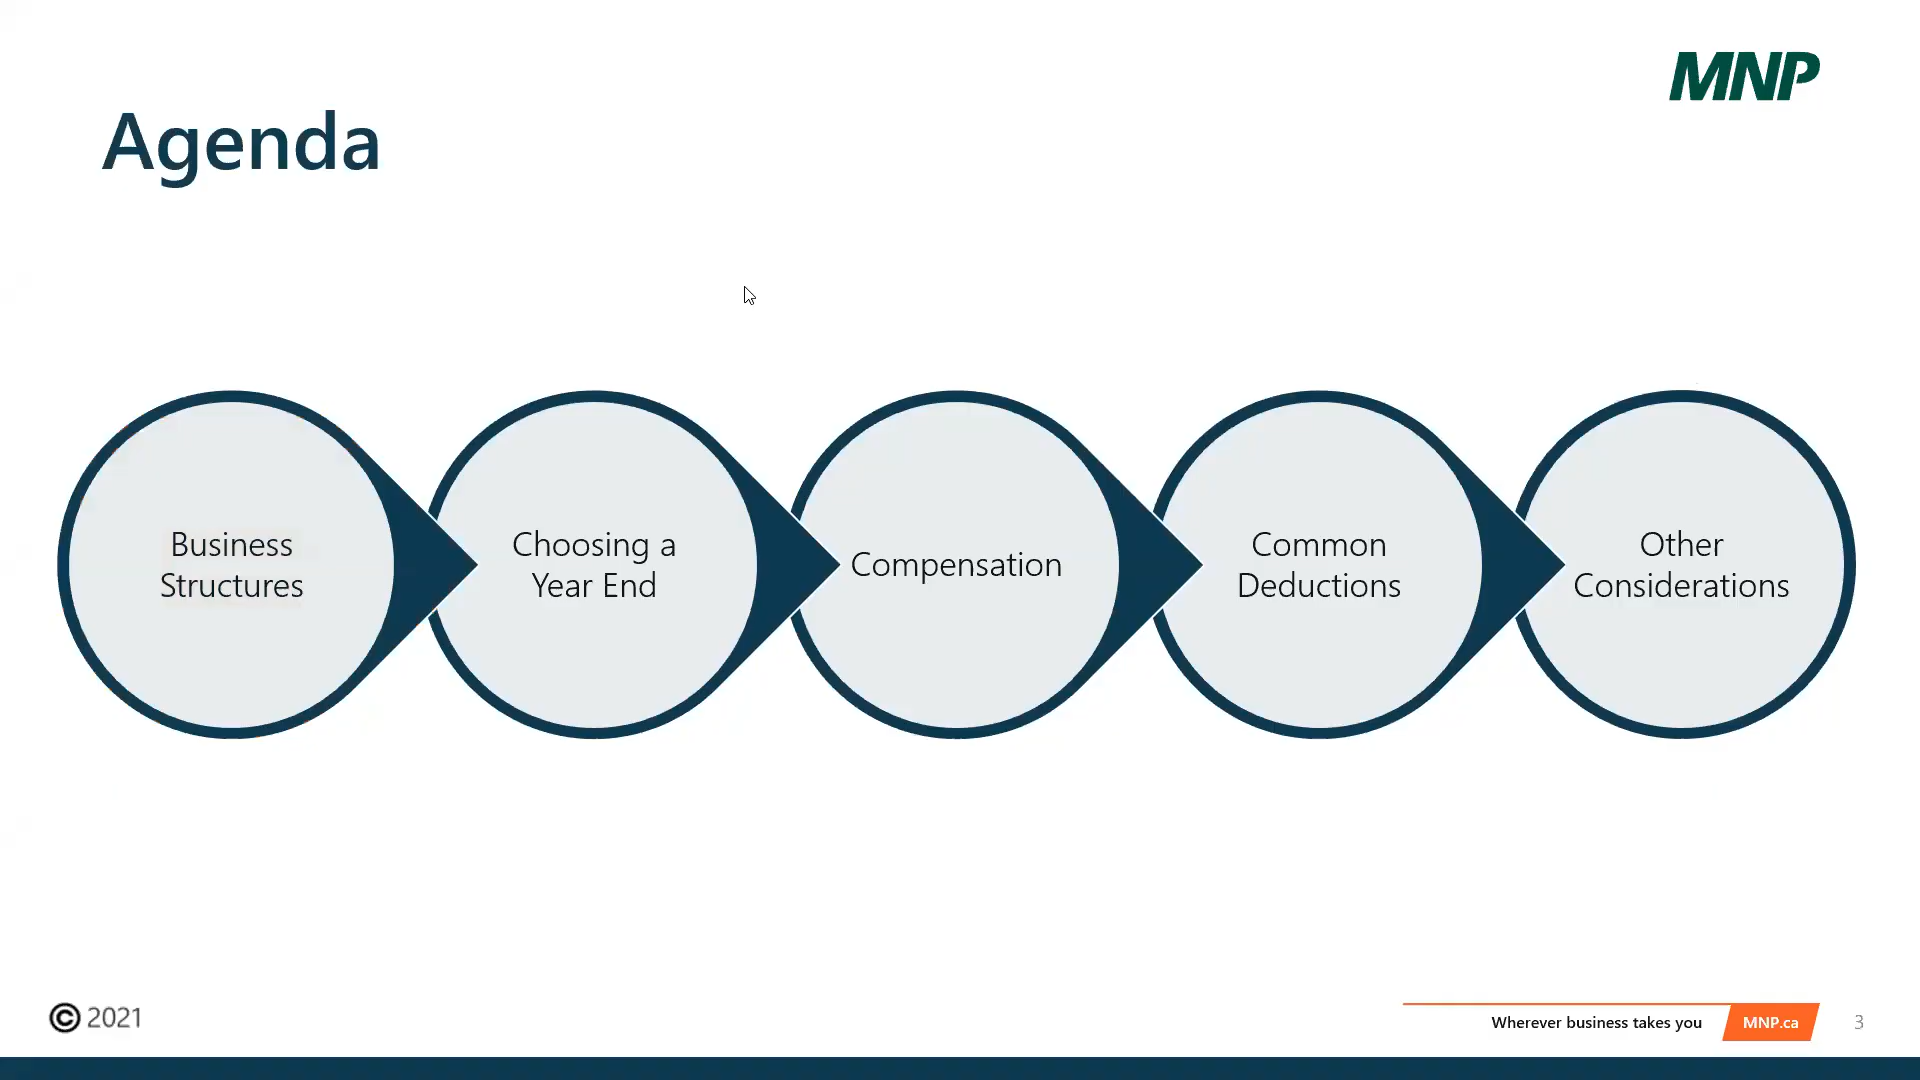 MNP
Agenda
Business
Structures
Choosing a
Year End
Compensation
Common
Deductions
Other
Considerations
© 2021
Wherever business takes you
MNP.ca
3